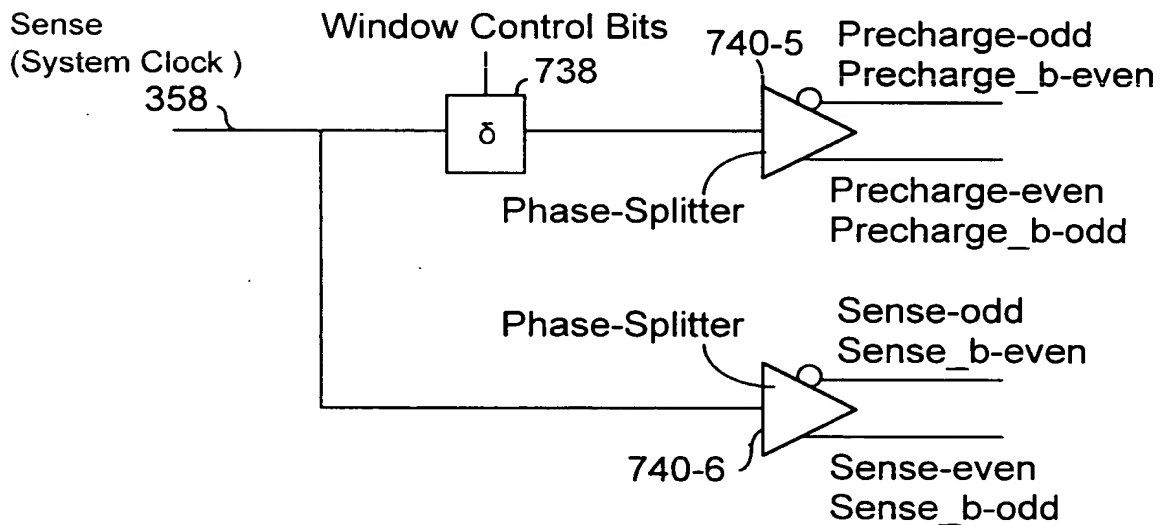 Sense
(System Clock )
358
Window Control Bits
738
δ
740-5
Precharge-odd
Precharge_b-even
Phase-Splitter
Precharge-even
Precharge_b-odd
Phase-Splitter
Sense-odd
Sense_b-even
740-6
Sense-even
Sense_b-odd